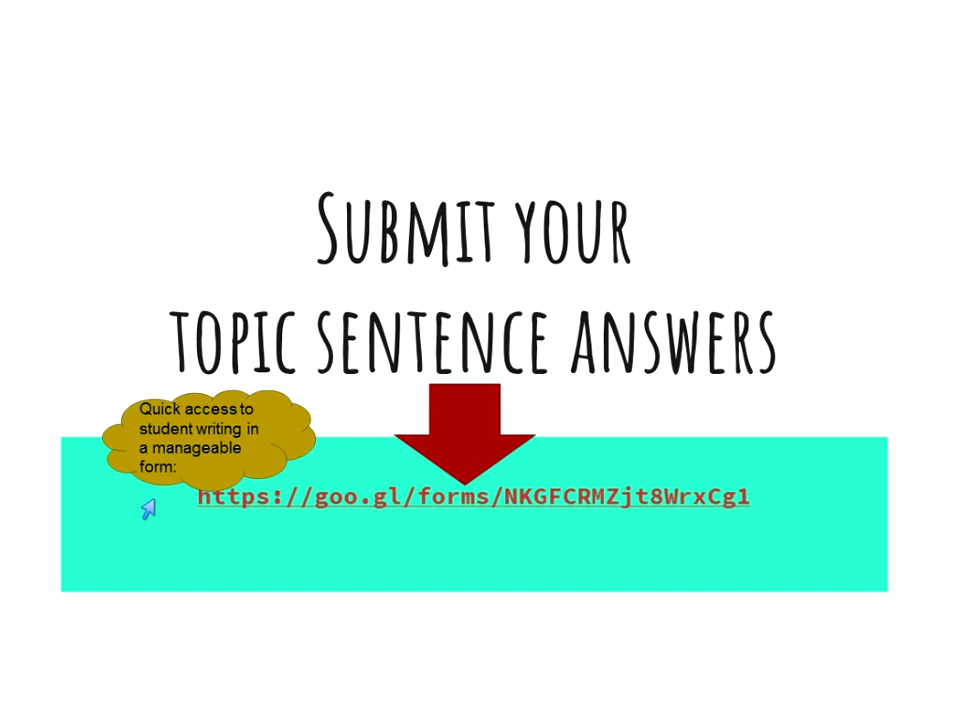 Submit your
topic sentence answers
Quick access to
student writing in
a manageable
form:
https://goo.gl/forms/NKGFCRMZjt8WrxCg1